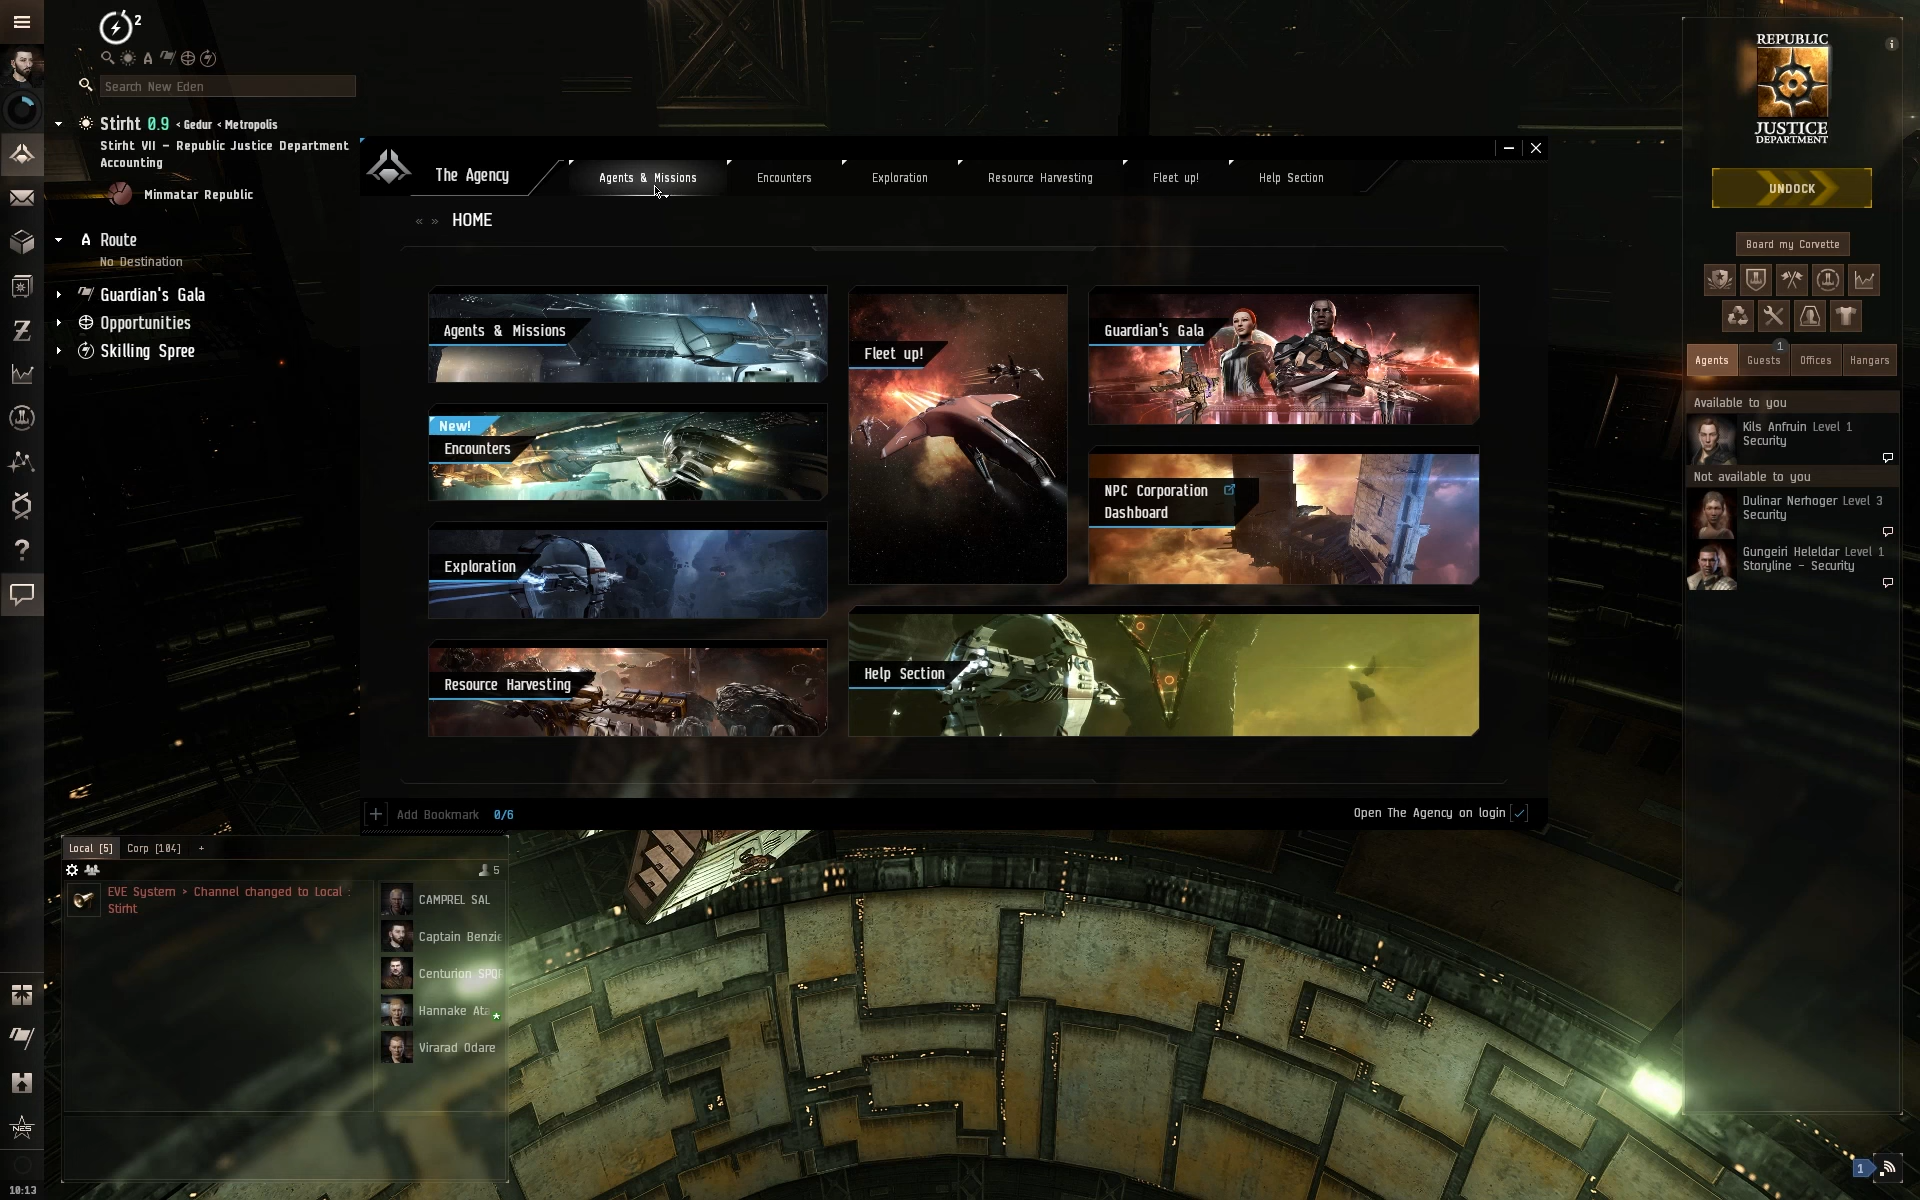 2
Search New Eden
Stirht 0.9 < Gedur < Metropolis
Stirht VII - Republic Justice Department
Accounting
Minmatar Republic
Route
No Destination
Guardian's Gala
Opportunities
Skilling Spree
10:13
The Agency
Agents & Missions
Encounters
Exploration
Resource Harvesting
Fleet up!
Help Section
« » HOME
Agents & Missions
New!
Encounters
Exploration
Resource Harvesting
Fleet up!
Guardian's Gala
NPC Corporation
Dashboard
Help Section
Add Bookmark 0/6
Open The Agency on login
Local [5]
Corp [104]
+
5
EVE System > Channel changed to Local :
Stirht
CAMPREL SAL
Captain Benzie
Centurion SPQR
Hannake Ata
Virarad Odare
REPUBLIC
JUSTICE
DEPARTMENT
UNDOCK
Board my Corvette
Agents
Guests
1
Offices
Hangars
Available to you
Kils Anfruin Level 1
Security
Not available to you
Dulinar Nerhoger Level 3
Security
Gungeiri Heleldar Level 1
Storyline - Security
NES
1